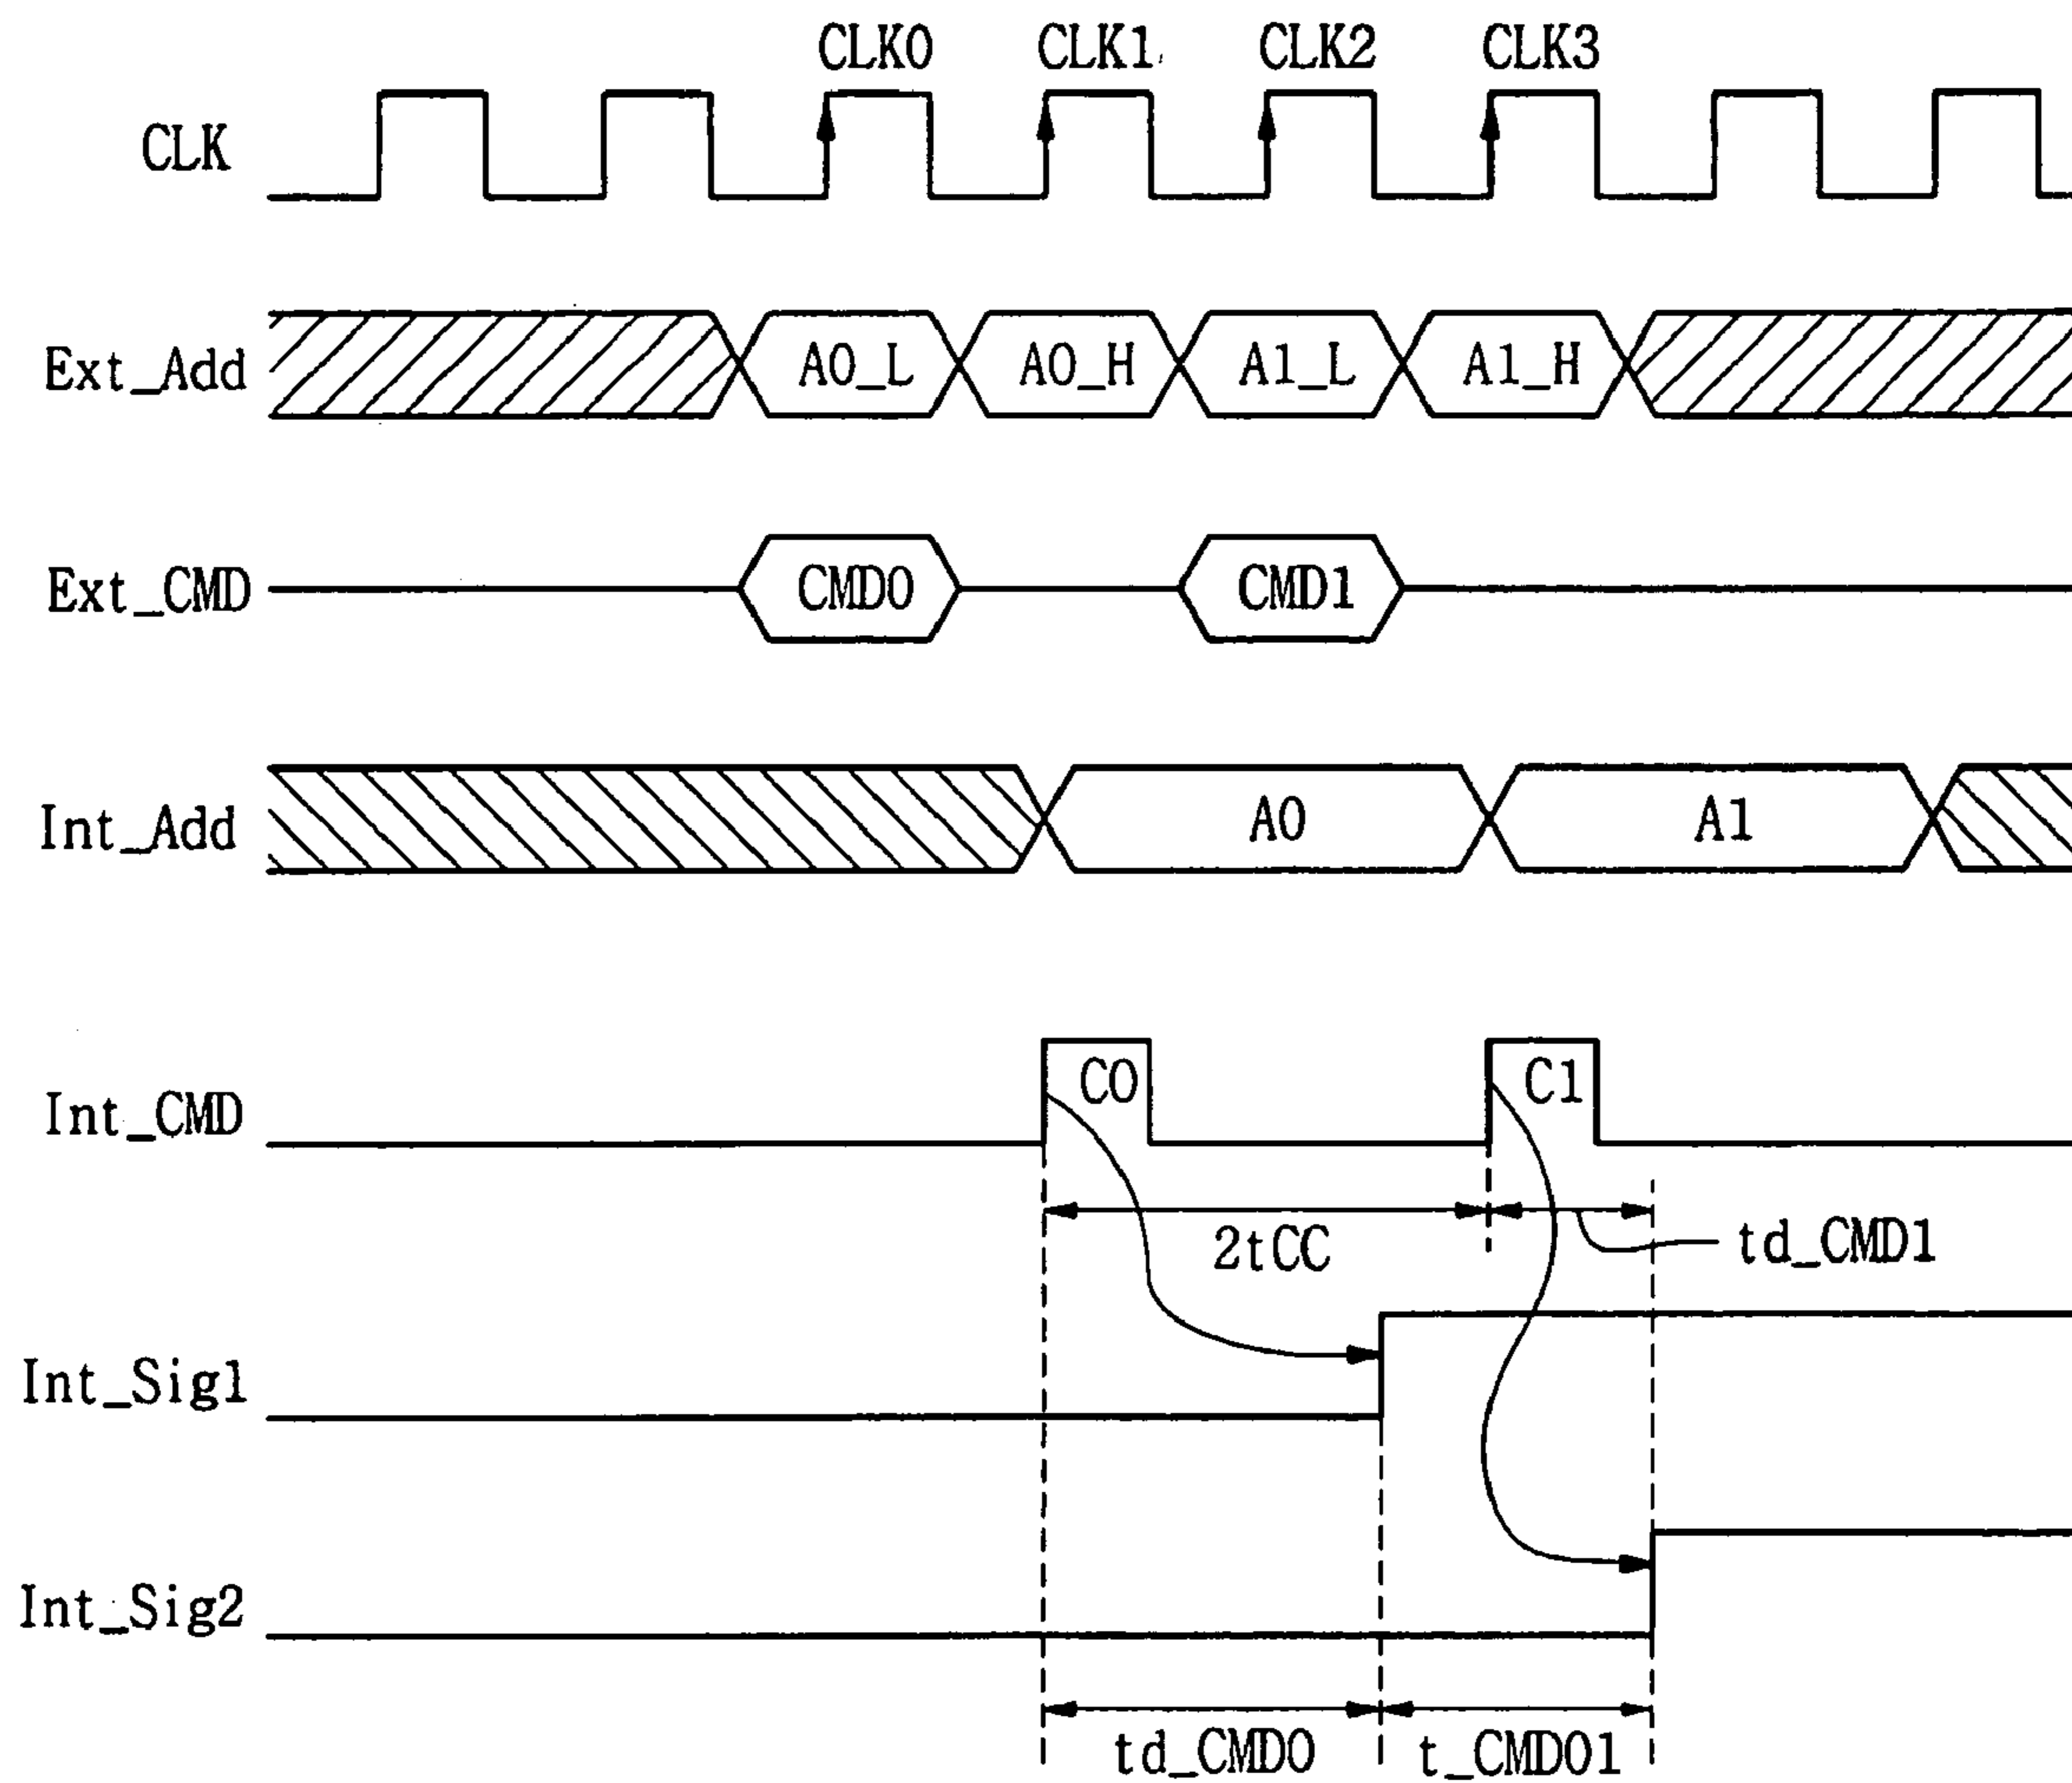 CLK0 CLK1 CLK2 CLK3
CLK
Ext_Add A0_L A0_H A1_L A1_H
Ext_CMD CMD0 CMD1
Int_Add A0 A1
Int_CMD C0 C1
2tCC td_CMD1
Int_Sig1
Int_Sig2
td_CMD0 t_CMD01